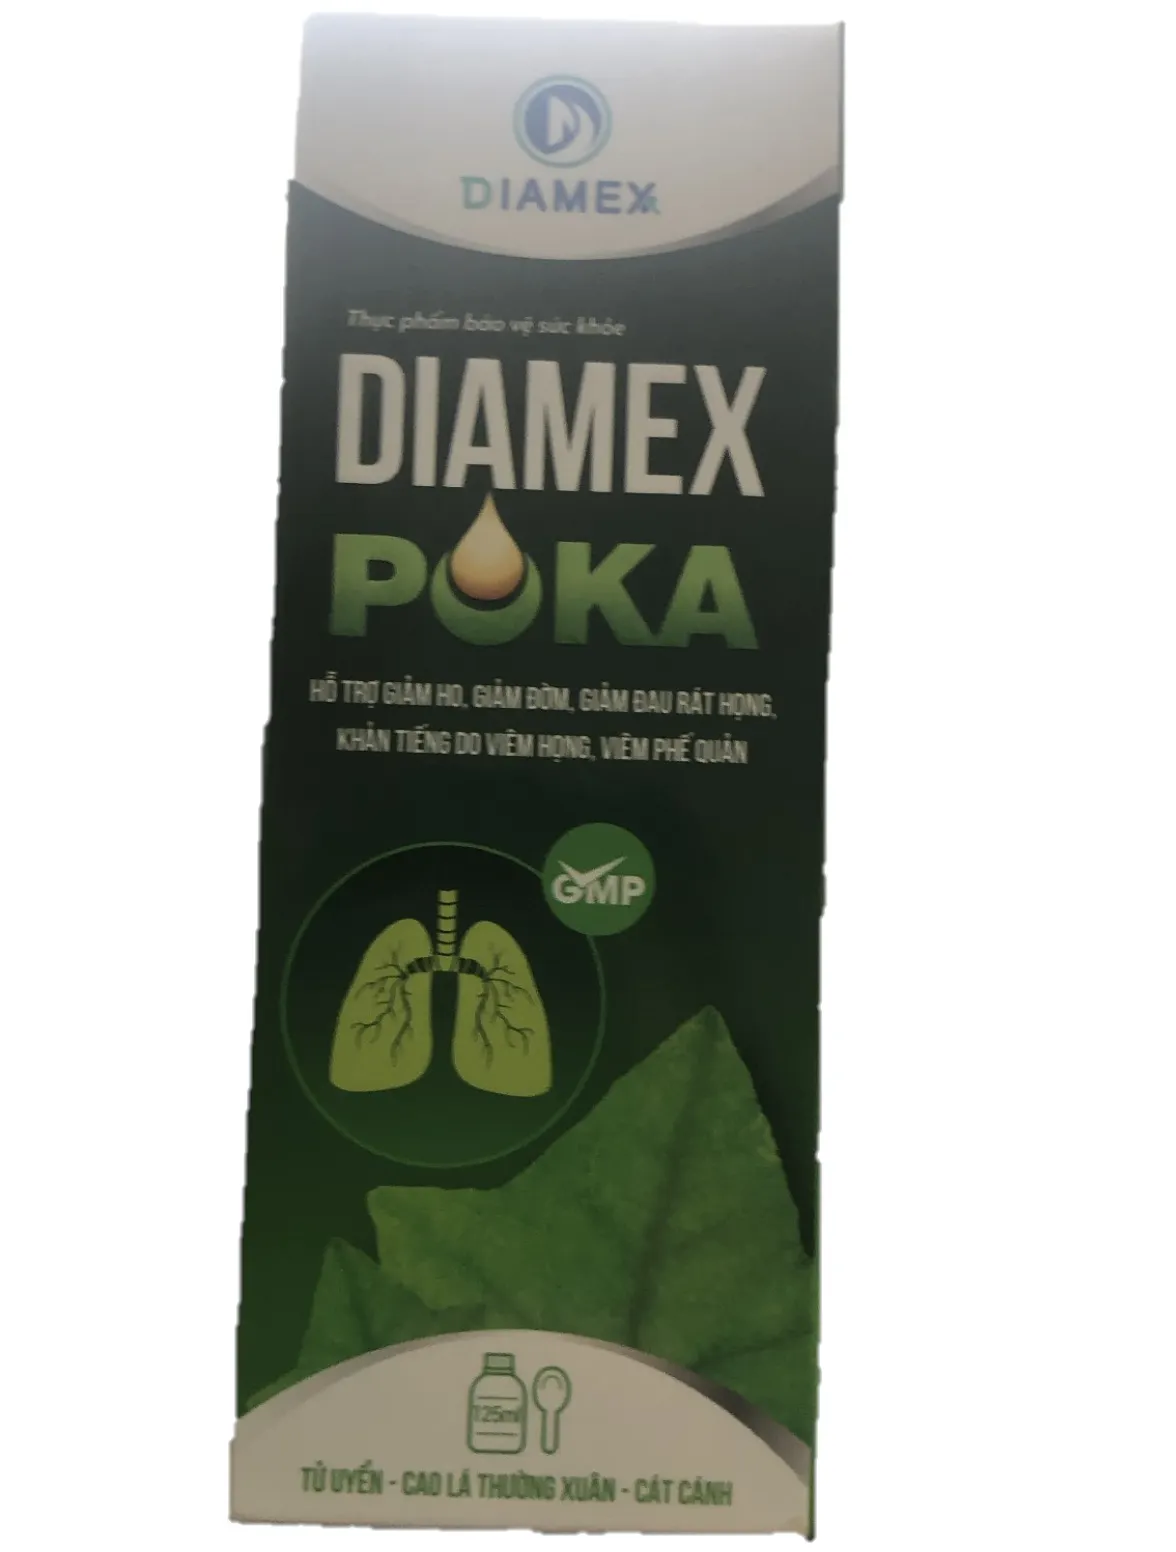 DIAMEX
Thực phẩm bảo vệ sức khỏe
DIAMEX
POKA
HỖ TRỢ GIẢM HO, GIẢM ĐỜM, GIẢM ĐAU RÁT HỌNG,
KHẢN TIẾNG DO VIÊM HỌNG, VIÊM PHẾ QUẢN
GMP
125ml
TỬ UYỂN - CAO LÁ THƯỜNG XUÂN - CÁT CÁNH